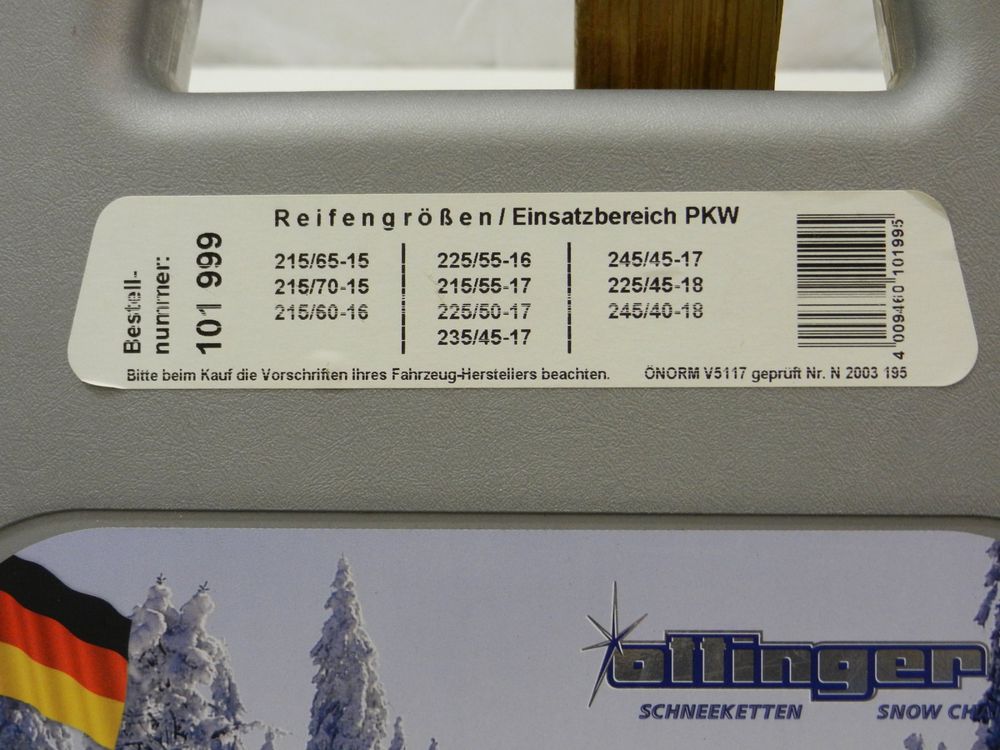 Reifengrößen / Einsatzbereich PKW
Bestell-
nummer:
101 999
215/65-15
215/70-15
215/60-16
225/55-16
215/55-17
225/50-17
235/45-17
245/45-17
225/45-18
245/40-18
4 009460 101995
Bitte beim Kauf die Vorschriften ihres Fahrzeug-Herstellers beachten.
ÖNORM V5117 geprüft Nr. N 2003 195
ottinger
SCHNEEKETTEN
SNOW CHA